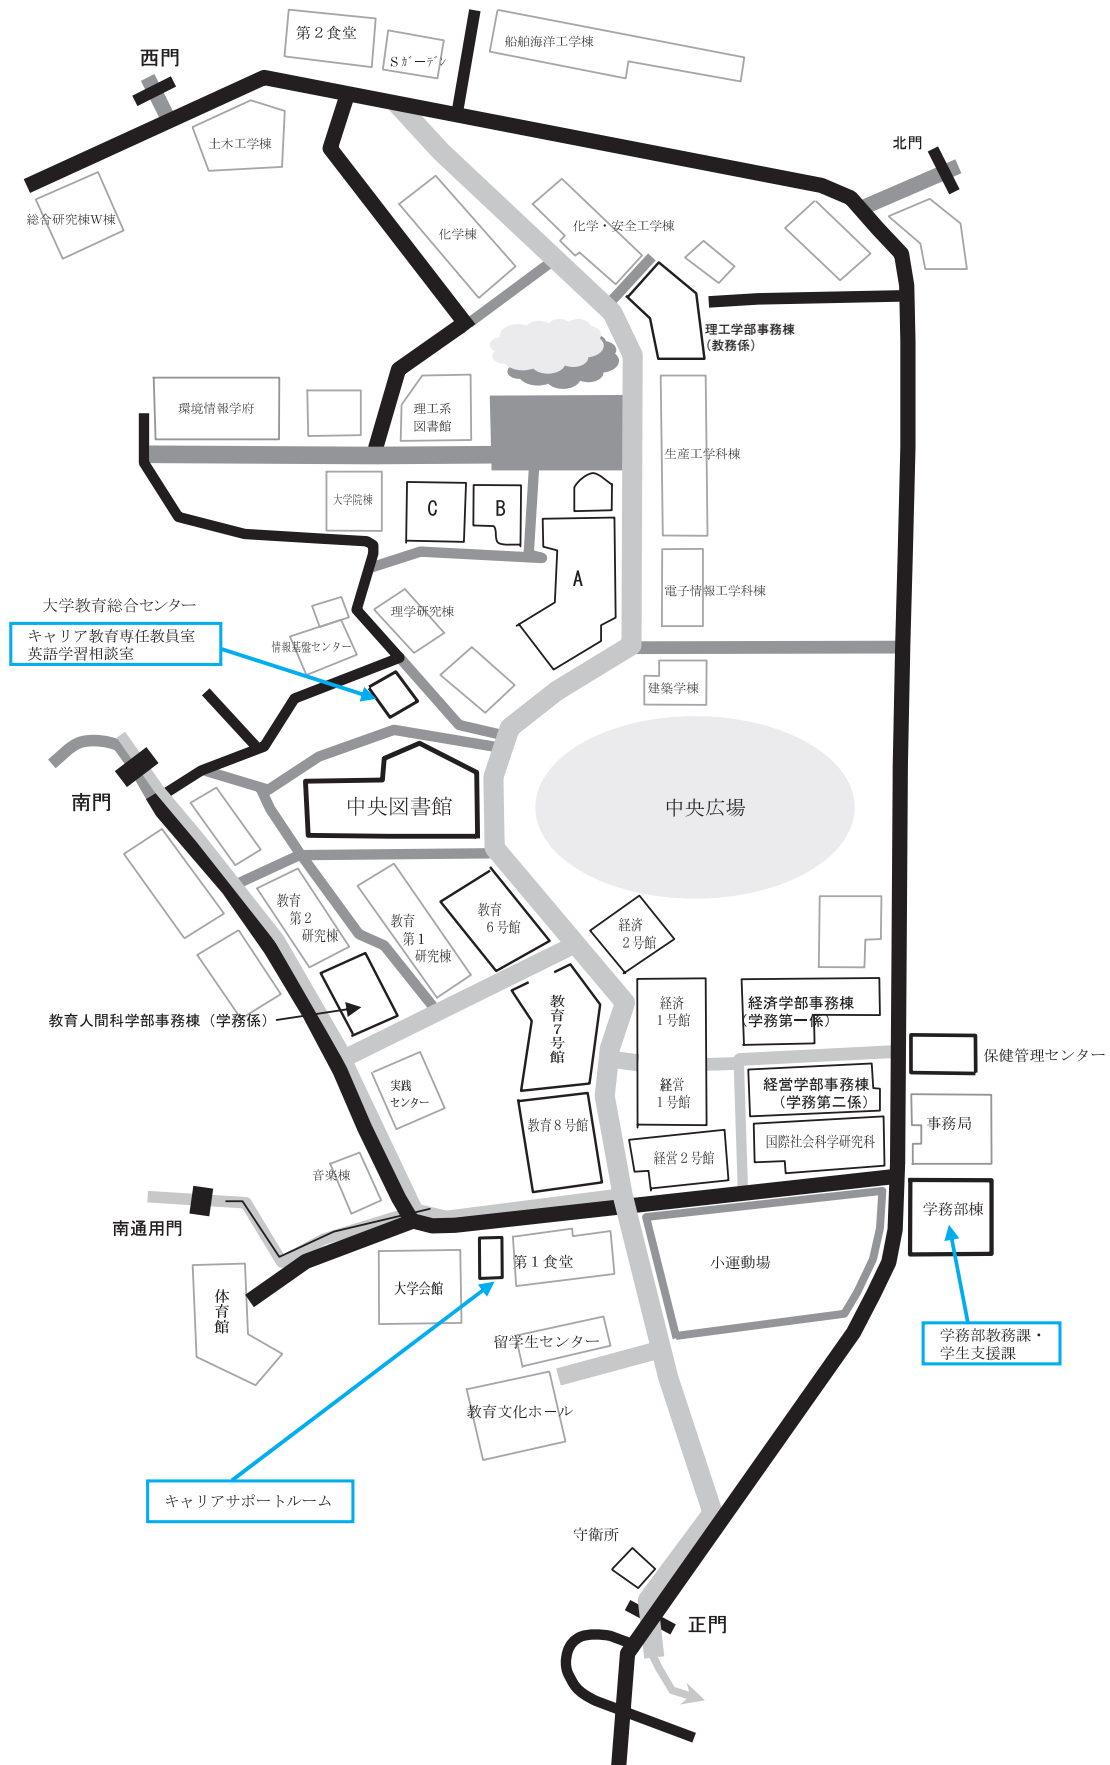 第２食堂
Sガーデン
船舶海洋工学棟
西門
土木工学棟
北門
総合研究棟W棟
化学棟
化学・安全工学棟
理工学部事務棟
（教務係）
環境情報学府
理工系
図書館
生産工学科棟
大学院棟
C
B
A
電子情報工学科棟
理学研究棟
大学教育総合センター
キャリア教育専任教員室
英語学習相談室
情報基盤センター
建築学棟
南門
中央図書館
中央広場
教育
第２
研究棟
教育
第１
研究棟
教育
６号館
経済
２号館
教育人間科学部事務棟（学務係）
教育７号館
経済
１号館
経済学部事務棟
（学務第一係）
保健管理センター
経営
１号館
経営学部事務棟
（学務第二係）
実践
センター
教育８号館
国際社会科学研究科
事務局
経営２号館
音楽棟
南通用門
学務部棟
体育館
大学会館
第１食堂
小運動場
留学生センター
学務部教務課・
学生支援課
教育文化ホール
キャリアサポートルーム
守衛所
正門